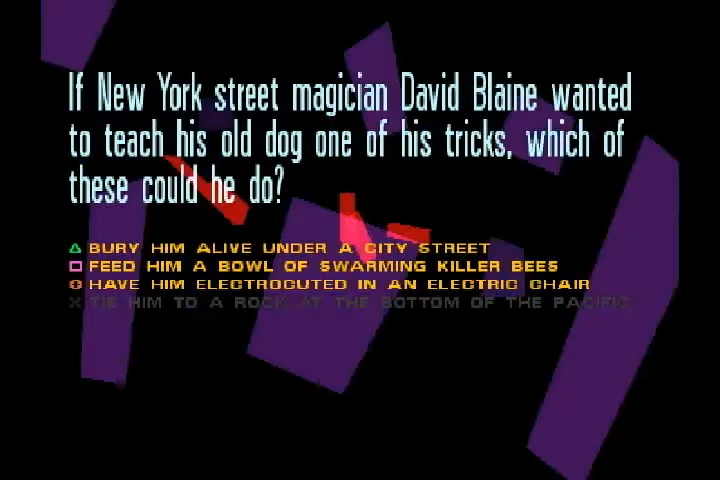 If New York street magician David Blaine wanted
to teach his old dog one of his tricks, which of
these could he do?
△ BURY HIM ALIVE UNDER A CITY STREET
□ FEED HIM A BOWL OF SWARMING KILLER BEES
○ HAVE HIM ELECTROCUTED IN AN ELECTRIC CHAIR
X TIE HIM TO A ROCK AT THE BOTTOM OF THE PACIFIC